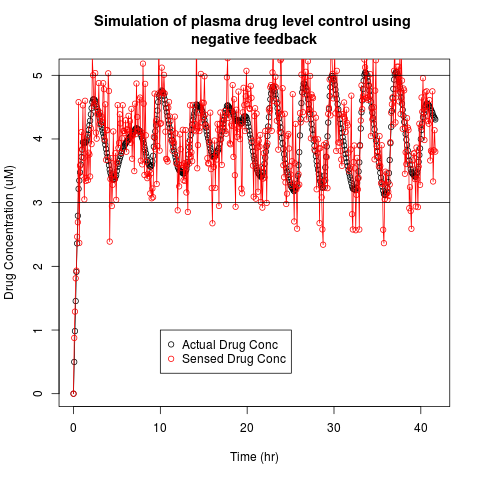 Simulation of plasma drug level control using
negative feedback
Drug Concentration (uM)
5
4
3
2
1
0
Actual Drug Conc
Sensed Drug Conc
0 10 20 30 40
Time (hr)